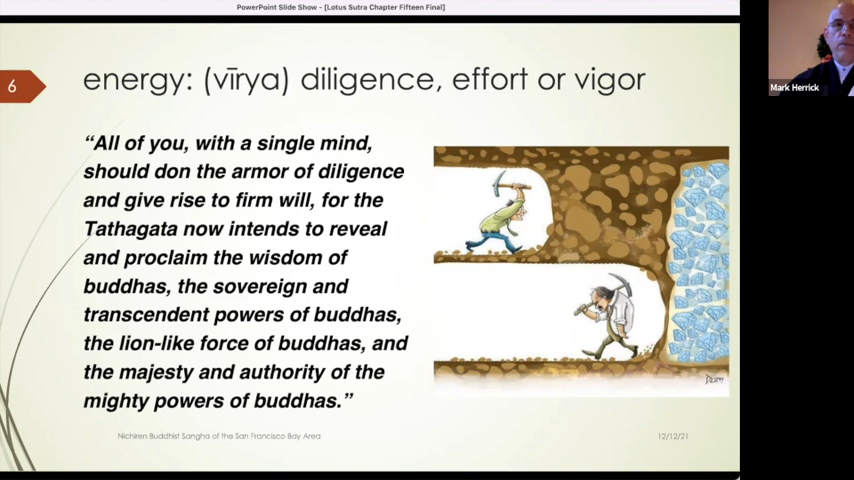 PowerPoint Slide Show - [Lotus Sutra Chapter Fifteen Final]
6
energy: (vīrya) diligence, effort or vigor
“All of you, with a single mind,
should don the armor of diligence
and give rise to firm will, for the
Tathagata now intends to reveal
and proclaim the wisdom of
buddhas, the sovereign and
transcendent powers of buddhas,
the lion-like force of buddhas, and
the majesty and authority of the
mighty powers of buddhas.”
Nichiren Buddhist Sangha of the San Francisco Bay Area
12/12/21
Mark Herrick